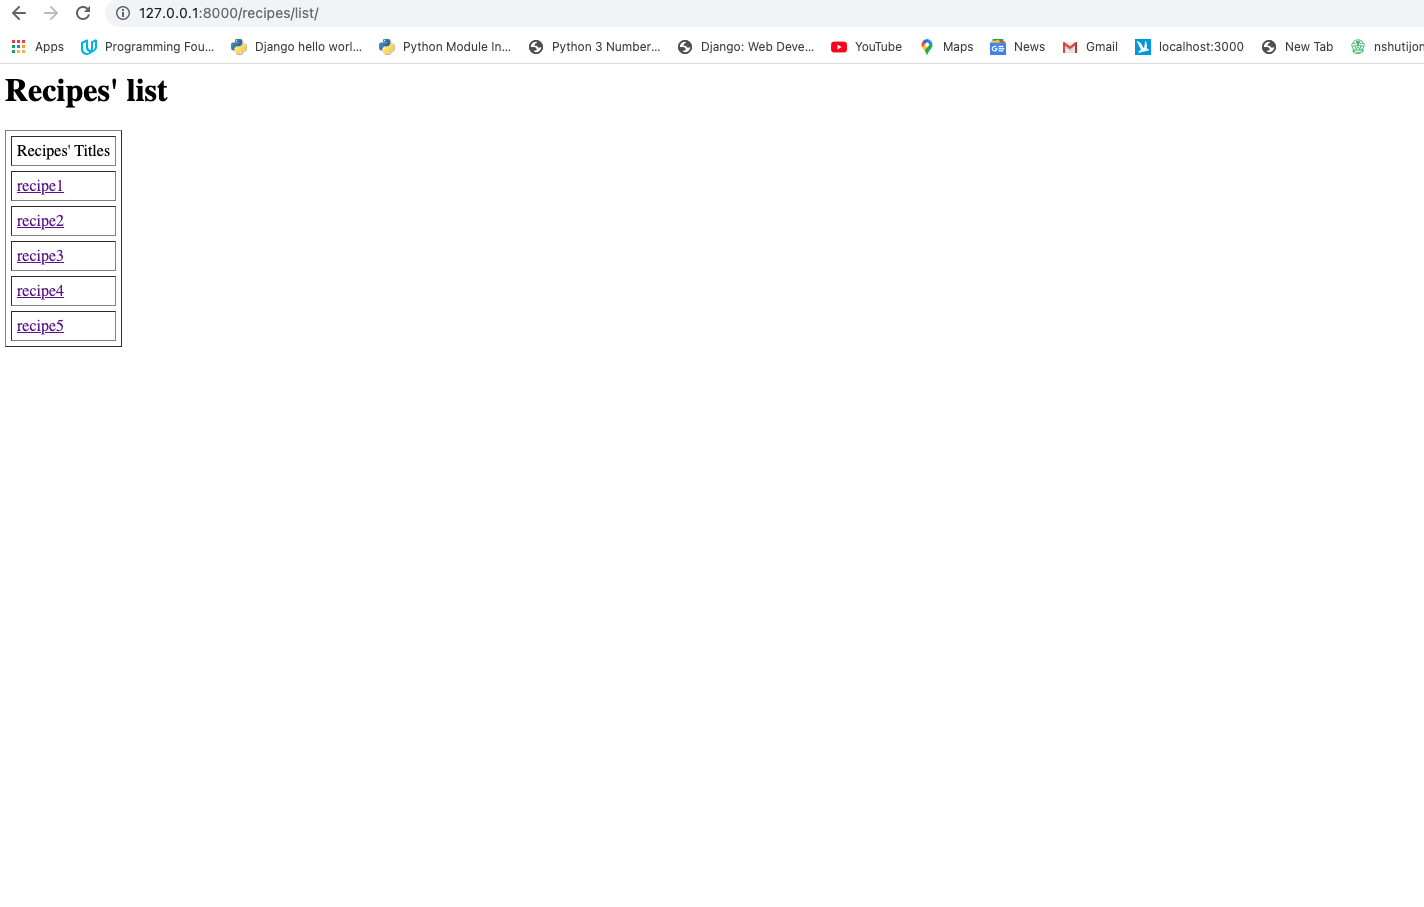 127.0.0.1:8000/recipes/list/
Apps Programming Fou... Django hello worl... Python Module In... Python 3 Number... Django: Web Deve... YouTube Maps News Gmail localhost:3000 New Tab nshutijon
Recipes' list
Recipes' Titles
recipe1
recipe2
recipe3
recipe4
recipe5